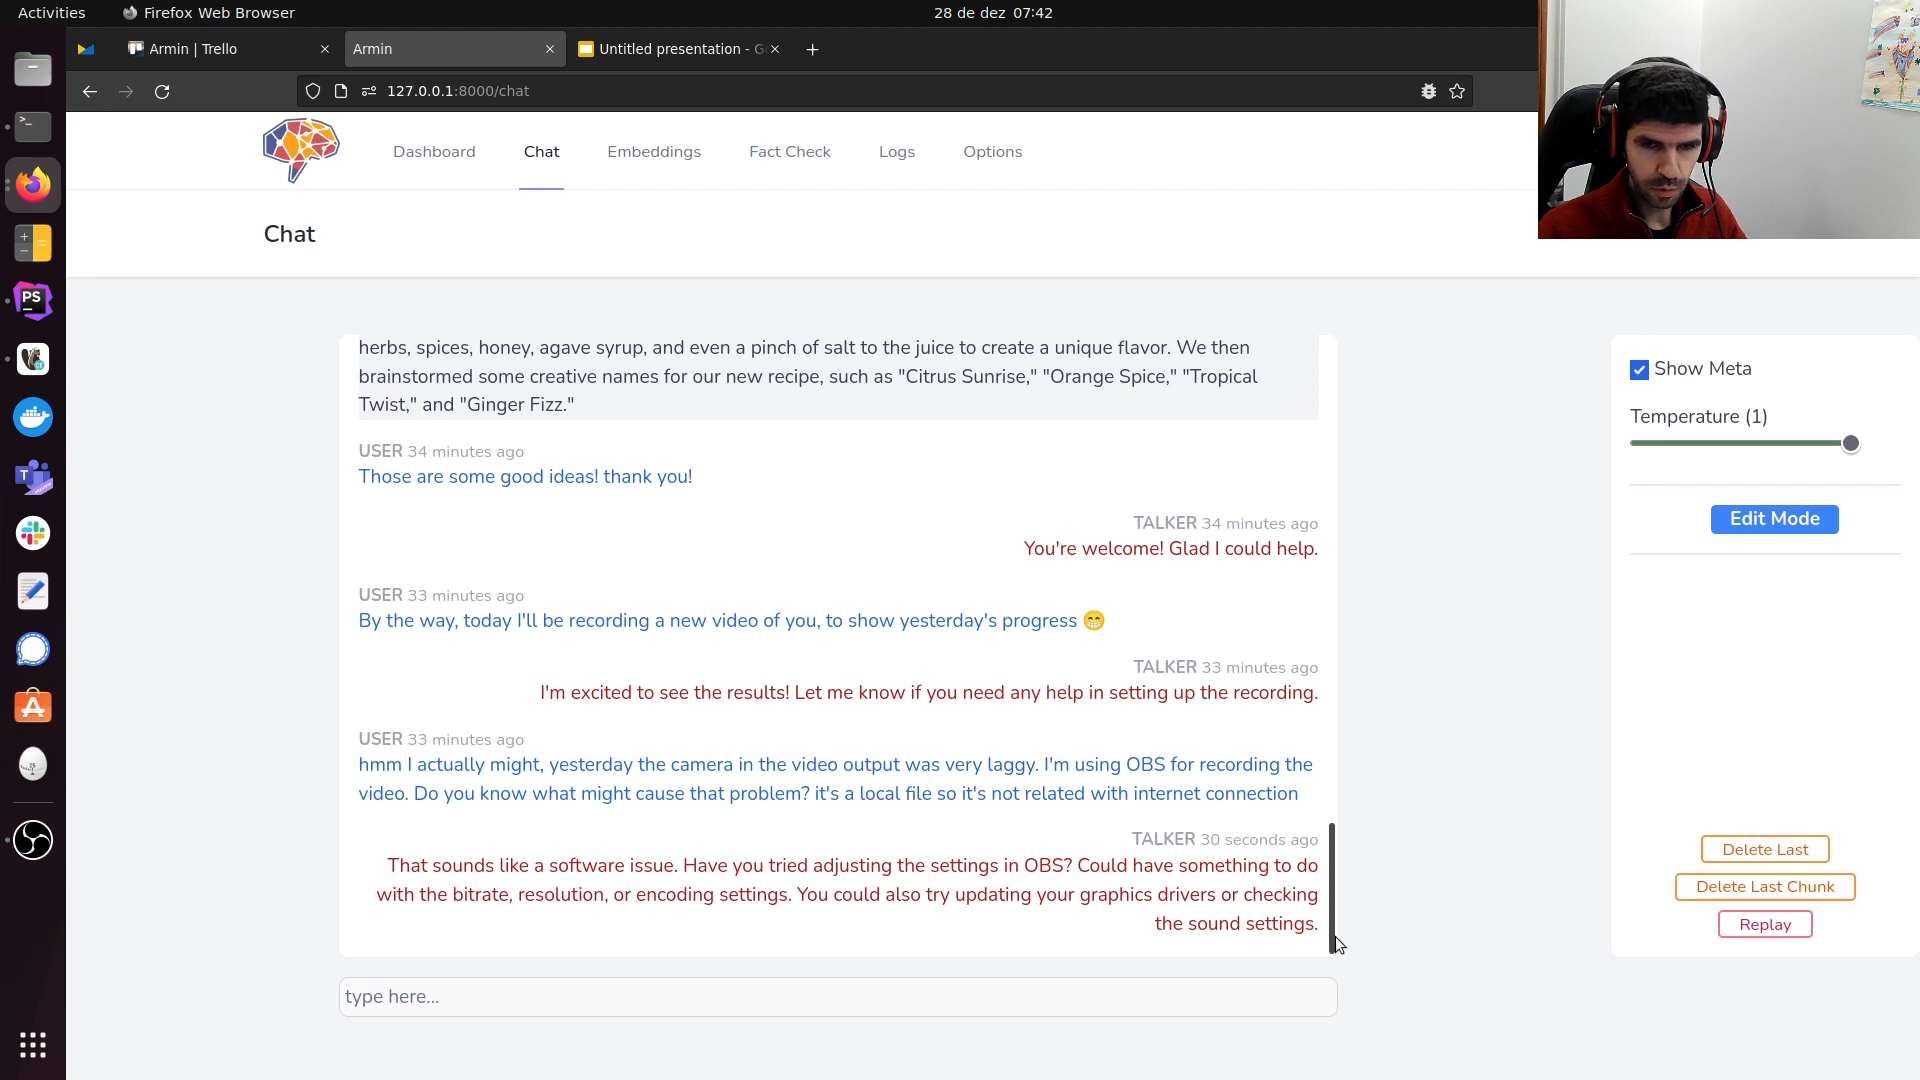 Activities
Firefox Web Browser
28 de dez 07:42
Armin | Trello
Armin
Untitled presentation - G
127.0.0.1:8000/chat
Dashboard
Chat
Embeddings
Fact Check
Logs
Options
Chat
herbs, spices, honey, agave syrup, and even a pinch of salt to the juice to create a unique flavor. We then
brainstormed some creative names for our new recipe, such as "Citrus Sunrise," "Orange Spice," "Tropical
Twist," and "Ginger Fizz."
USER 34 minutes ago
Those are some good ideas! thank you!
TALKER 34 minutes ago
You're welcome! Glad I could help.
USER 33 minutes ago
By the way, today I'll be recording a new video of you, to show yesterday's progress 😁
TALKER 33 minutes ago
I'm excited to see the results! Let me know if you need any help in setting up the recording.
USER 33 minutes ago
hmm I actually might, yesterday the camera in the video output was very laggy. I'm using OBS for recording the
video. Do you know what might cause that problem? it's a local file so it's not related with internet connection
TALKER 30 seconds ago
That sounds like a software issue. Have you tried adjusting the settings in OBS? Could have something to do
with the bitrate, resolution, or encoding settings. You could also try updating your graphics drivers or checking
the sound settings.
type here...
Show Meta
Temperature (1)
Edit Mode
Delete Last
Delete Last Chunk
Replay
PS
T